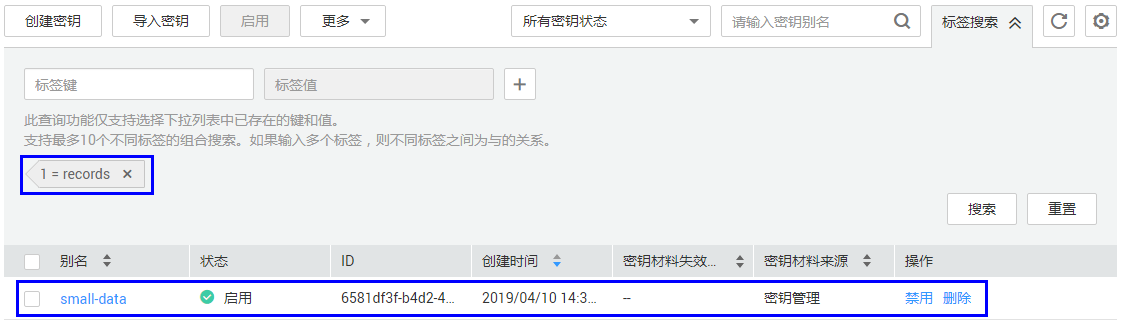 创建密钥 导入密钥 启用 更多 所有密钥状态 请输入密钥别名 标签搜索
标签键 标签值
此查询功能仅支持选择下拉列表中已存在的键和值。
支持最多10个不同标签的组合搜索。如果输入多个标签，则不同标签之间为与的关系。
1 = records
搜索 重置
别名 状态 ID 创建时间 密钥材料失效... 密钥材料来源 操作
small-data 启用 6581df3f-b4d2-4... 2019/04/10 14:3... -- 密钥管理 禁用 删除